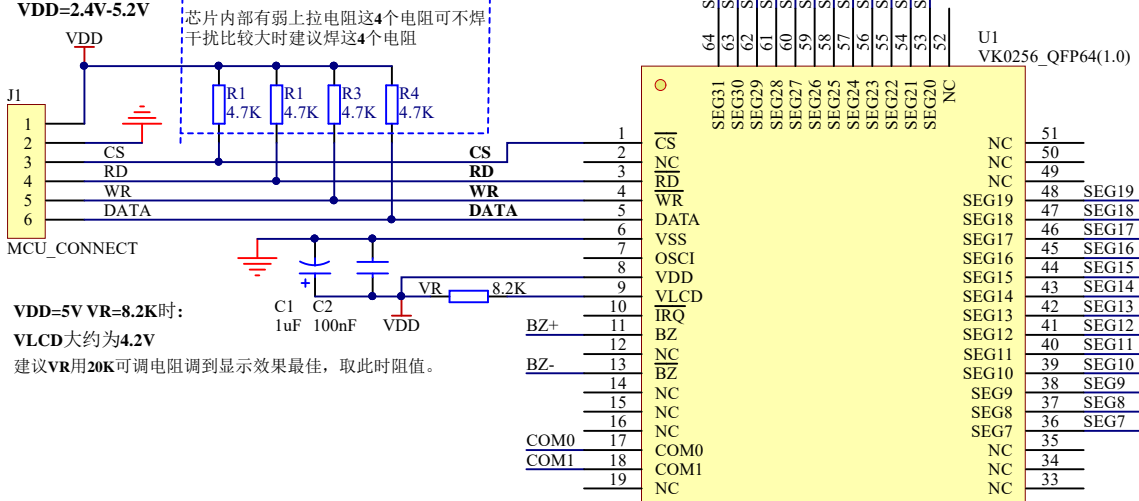 VDD=2.4V-5.2V
芯片内部有弱上拉电阻这4个电阻可不焊
干扰比较大时建议焊这4个电阻
VDD
R1 4.7K
R1 4.7K
R3 4.7K
R4 4.7K
J1
1
2
3
4
5
6
MCU_CONNECT
CS CS
RD RD
WR WR
DATA DATA
C1 1uF
C2 100nF
VDD
VR 8.2K
VDD=5V VR=8.2K时:
VLCD大约为4.2V
建议VR用20K可调电阻调到显示效果最佳，取此时阻值。
BZ+
BZ-
COM0
COM1
U1
VK0256_QFP64(1.0)
64 SEG31
63 SEG30
62 SEG29
61 SEG28
60 SEG27
59 SEG26
58 SEG25
57 SEG24
56 SEG23
55 SEG22
54 SEG21
53 SEG20
52 NC
1 CS
2 NC
3 RD
4 WR
5 DATA
6 VSS
7 OSCI
8 VDD
9 VLCD
10 IRQ
11 BZ
12 NC
13 BZ
14 NC
15 NC
16 NC
17 COM0
18 COM1
19 NC
NC 51
NC 50
NC 49
SEG19 48 SEG19
SEG18 47 SEG18
SEG17 46 SEG17
SEG16 45 SEG16
SEG15 44 SEG15
SEG14 43 SEG14
SEG13 42 SEG13
SEG12 41 SEG12
SEG11 40 SEG11
SEG10 39 SEG10
SEG9 38 SEG9
SEG8 37 SEG8
SEG7 36 SEG7
NC 35
NC 34
NC 33